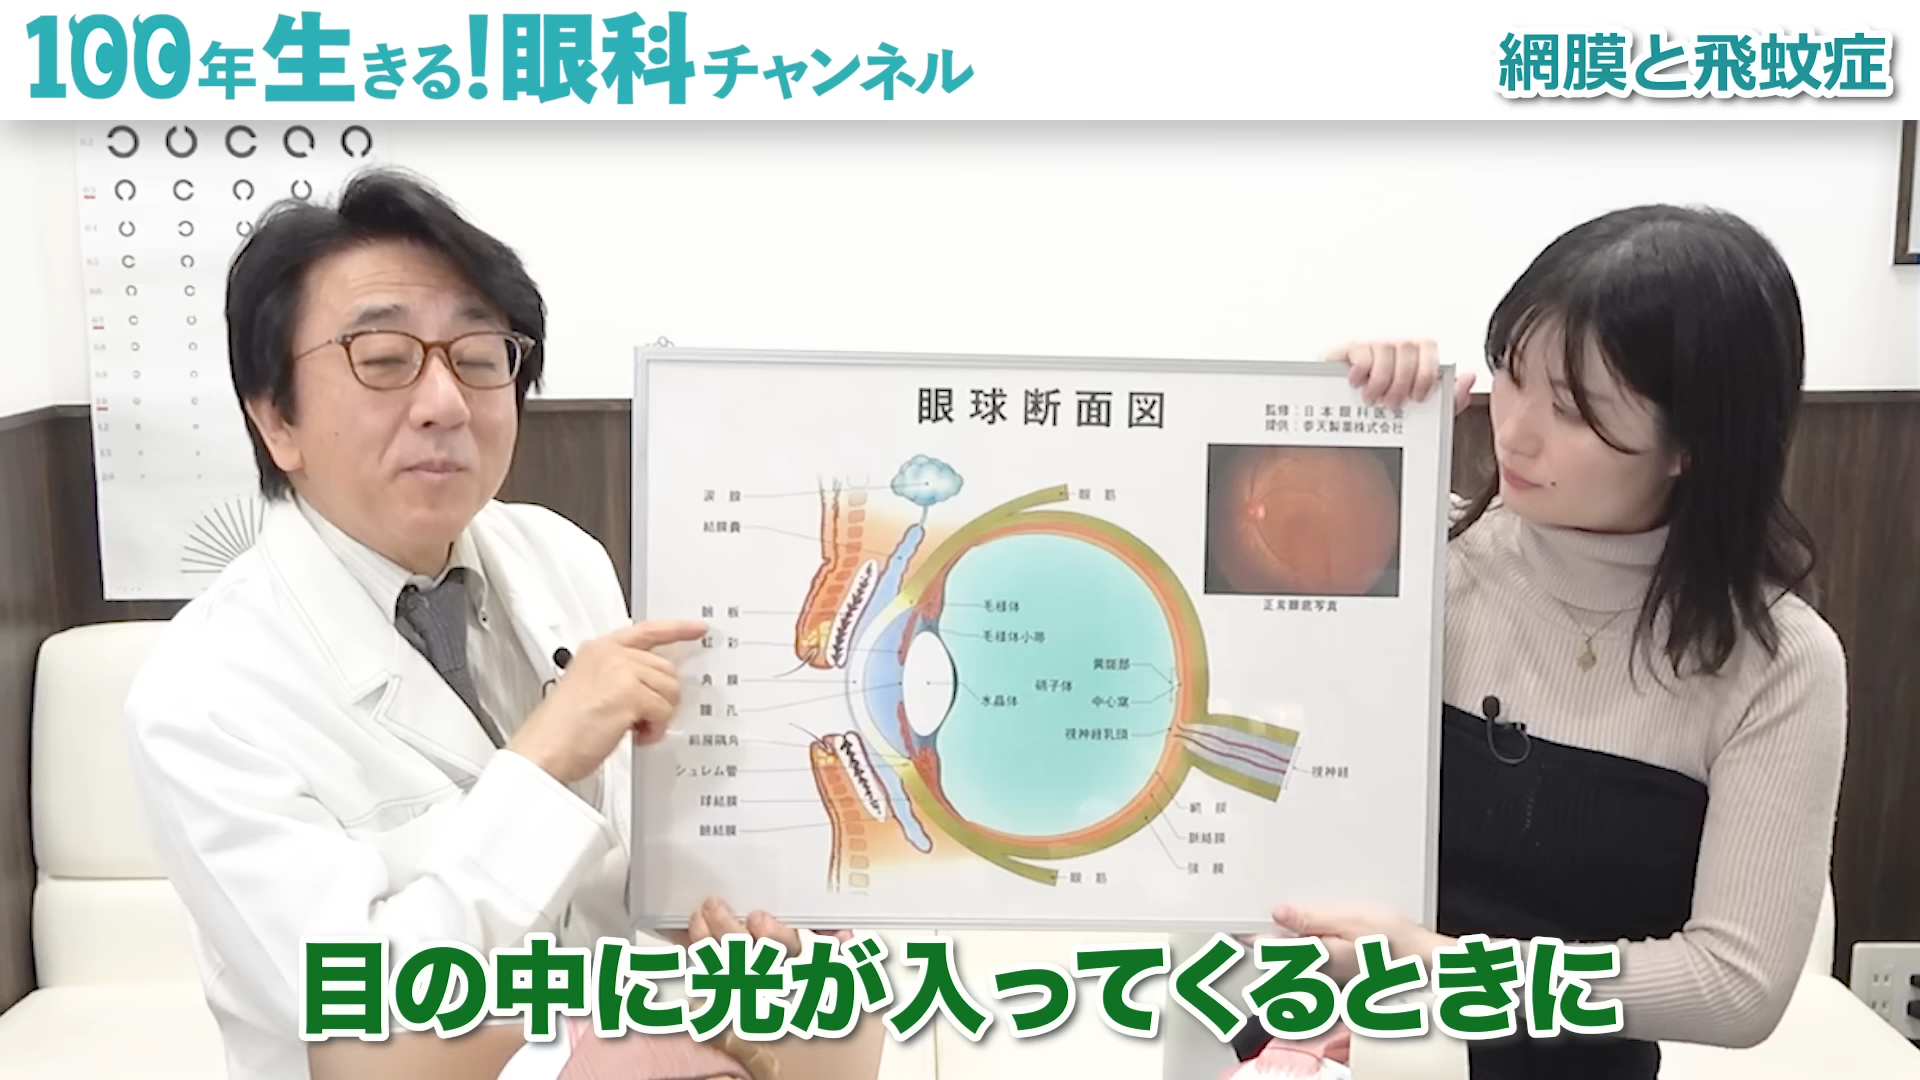 100年生きる!眼科チャンネル
網膜と飛蚊症
眼球断面図
監修:日本眼科医会
提供:参天製薬株式会社
涙腺
結膜嚢
眼筋
瞼板
虹彩
角膜
瞳孔
前房隅角
シュレム管
球結膜
瞼結膜
毛様体
毛様体小帯
水晶体
硝子体
黄斑部
中心窩
視神経乳頭
視神経
網膜
脈絡膜
強膜
眼筋
正常眼底写真
目の中に光が入ってくるときに